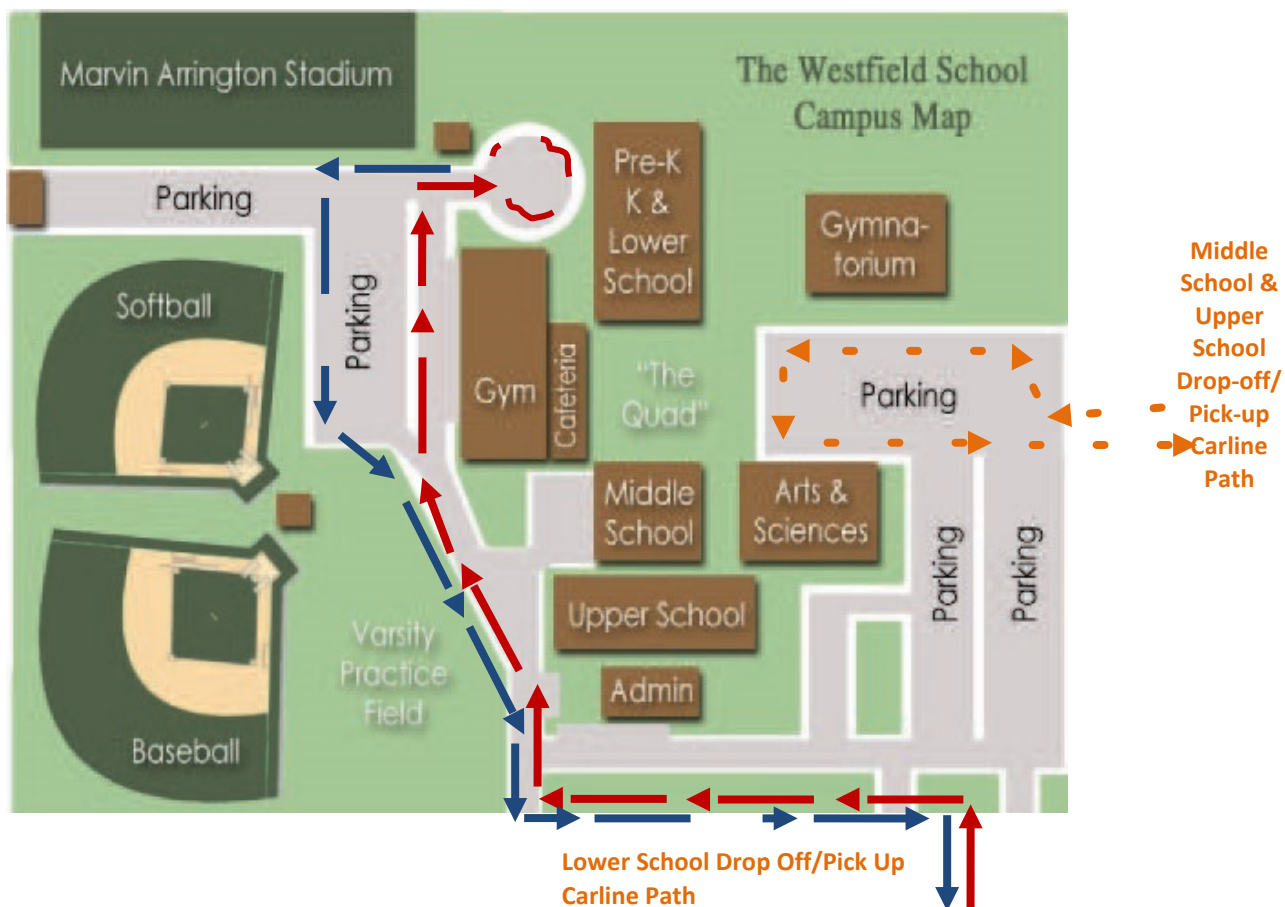 Marvin Arrington Stadium
The Westfield School
Campus Map
Parking
Pre-K
K &
Lower
School
Gymna-
torium
Softball
Parking
Gym
Cafeteria
"The
Quad"
Parking
Middle
School &
Upper
School
Drop-off/
Pick-up
Carline
Path
Middle
School
Arts &
Sciences
Parking
Parking
Upper School
Varsity
Practice
Field
Admin
Baseball
Lower School Drop Off/Pick Up
Carline Path